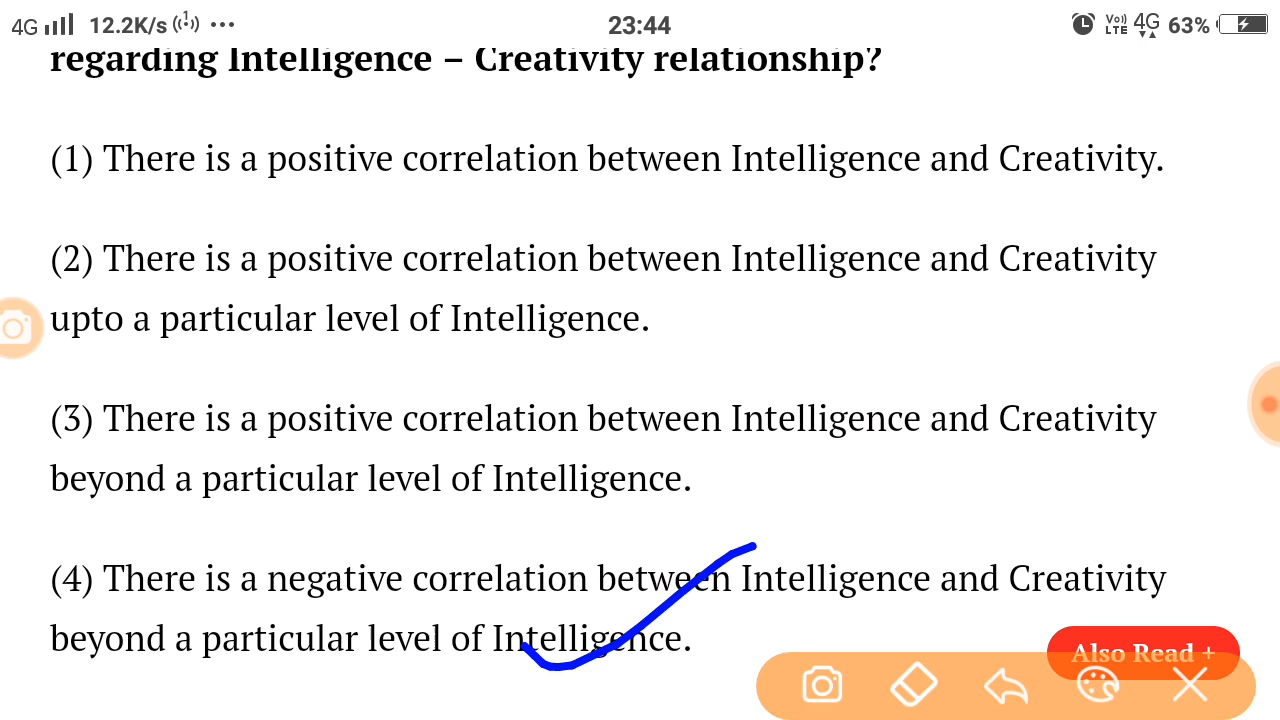 4G 12.2K/s ((1)) ••• 23:44 Vo)) LTE 4G 63%
regarding Intelligence – Creativity relationship?
(1) There is a positive correlation between Intelligence and Creativity.
(2) There is a positive correlation between Intelligence and Creativity
upto a particular level of Intelligence.
(3) There is a positive correlation between Intelligence and Creativity
beyond a particular level of Intelligence.
(4) There is a negative correlation between Intelligence and Creativity
beyond a particular level of Intelligence.
Also Read +